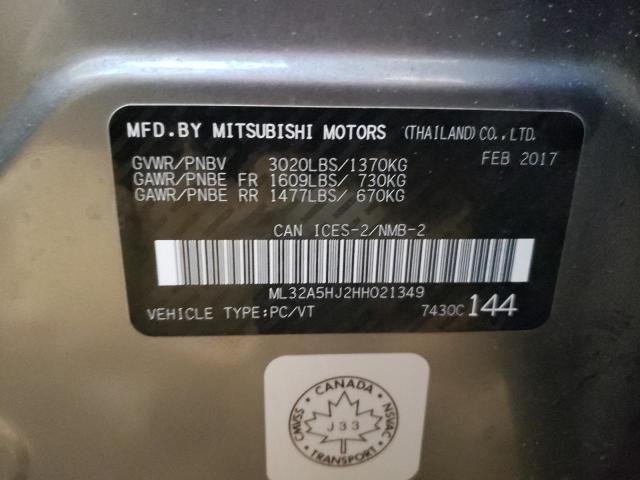 MFD.BY MITSUBISHI MOTORS (THAILAND) CO.,LTD.
GVWR/PNBV 3020LBS/1370KG FEB 2017
GAWR/PNBE FR 1609LBS/ 730KG
GAWR/PNBE RR 1477LBS/ 670KG
CAN ICES-2/NMB-2
ML32A5HJ2HH021349
VEHICLE TYPE:PC/VT 7430C 144
CANADA
CMVSS J33 NSVAC
TRANSPORT